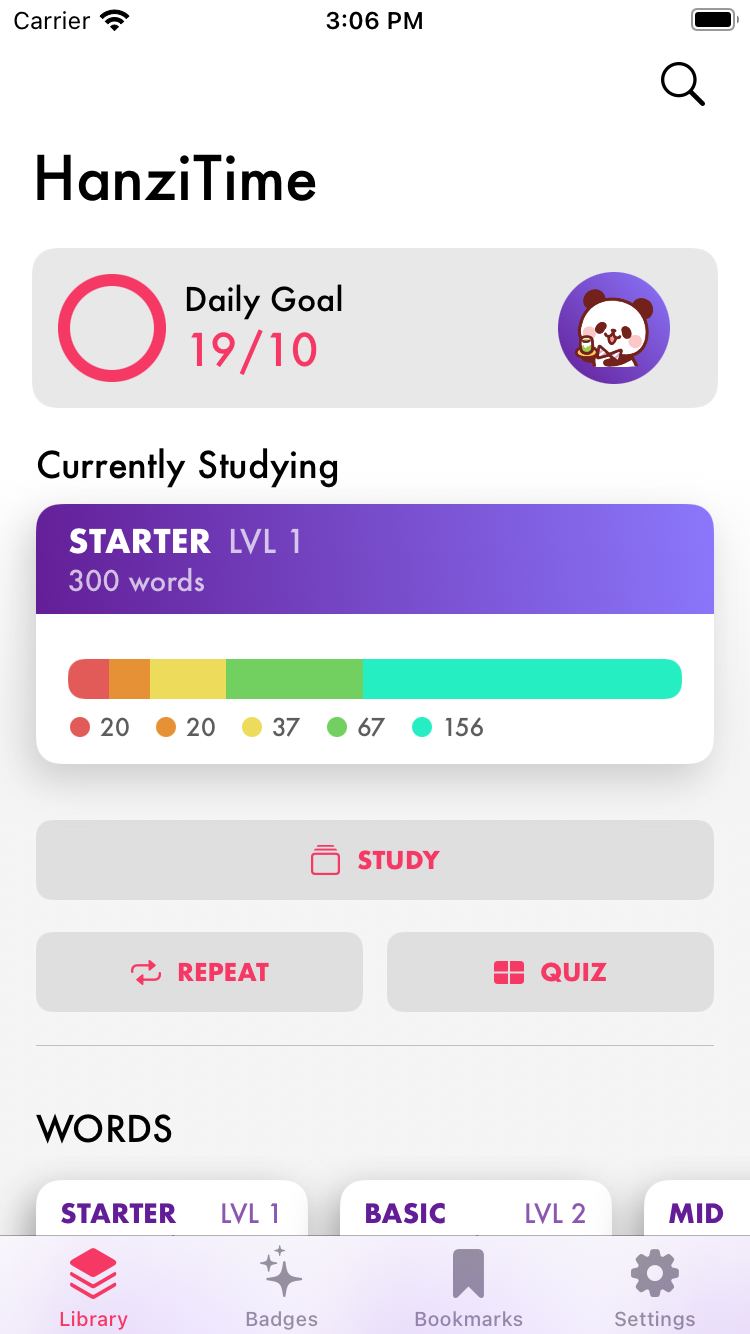 Carrier 3:06 PM
HanziTime
Daily Goal
19/10
Currently Studying
STARTER LVL 1
300 words
20 20 37 67 156
STUDY
REPEAT QUIZ
WORDS
STARTER LVL 1 BASIC LVL 2 MID
Library Badges Bookmarks Settings